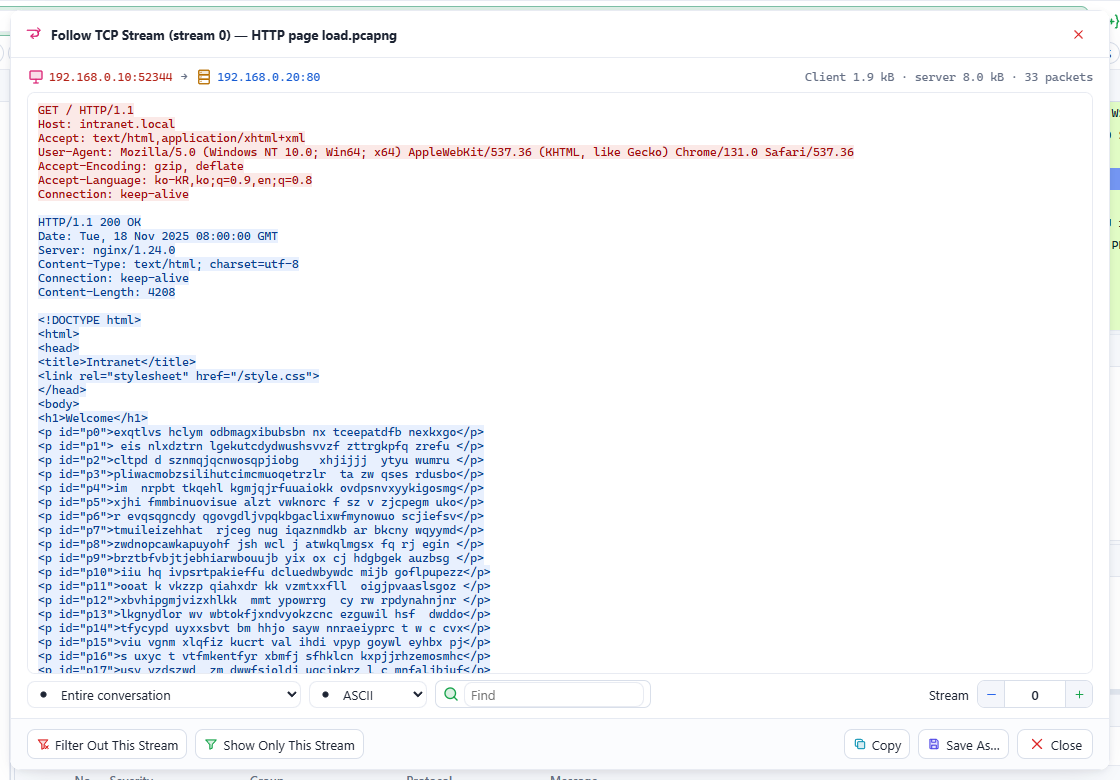 Follow TCP Stream (stream 0) — HTTP page load.pcapng
192.168.0.10:52344 → 192.168.0.20:80
Client 1.9 kB · server 8.0 kB · 33 packets
GET / HTTP/1.1
Host: intranet.local
Accept: text/html,application/xhtml+xml
User-Agent: Mozilla/5.0 (Windows NT 10.0; Win64; x64) AppleWebKit/537.36 (KHTML, like Gecko) Chrome/131.0 Safari/537.36
Accept-Encoding: gzip, deflate
Accept-Language: ko-KR,ko;q=0.9,en;q=0.8
Connection: keep-alive
HTTP/1.1 200 OK
Date: Tue, 18 Nov 2025 08:00:00 GMT
Server: nginx/1.24.0
Content-Type: text/html; charset=utf-8
Connection: keep-alive
Content-Length: 4208
<!DOCTYPE html>
<html>
<head>
<title>Intranet</title>
<link rel="stylesheet" href="/style.css">
</head>
<body>
<h1>Welcome</h1>
<p id="p0">exqtlvs hclym odbmagxibubsbn nx tceepatdfb nexkxgo</p>
<p id="p1"> eis nlxdztrn lgekutcdydwushsvvzf zttrgkpfq zrefu </p>
<p id="p2">cltpd d sznmqjqcnwosqpjiobg   xhjijjj  ytyu wumru </p>
<p id="p3">pliwacmobzsilihutcimcmuoqetrzlr  ta zw qses rdusbo</p>
<p id="p4">im  nrpbt tkqehl kgmjqjrfuuaiokk ovdpsnvxyykigosmg</p>
<p id="p5">xjhi fmmbinuovisue alzt vwknorc f sz v zjcpegm uko</p>
<p id="p6">r evqsqgncdy qgovgdljvpqkbgaclixwfmynowuo scjiefsv</p>
<p id="p7">tmuileizehhat  rjceg nug iqaznmdkb ar bkcny wqyymd</p>
<p id="p8">zwdnopcawkapuyohf jsh wcl j atwkqlmgsx fq rj egin </p>
<p id="p9">brztbfvbjtjebhiarwbouujb yix ox cj hdgbgek auzbsg </p>
<p id="p10">iiu hq ivpsrtpakieffu dcluedwbywdc mijb goflpupezz</p>
<p id="p11">ooat k vkzzp qiahxdr kk vzmtxxfll  oigjpvaaslsgoz </p>
<p id="p12">xbvhipgmjvizxhlkk  mmt ypowrrg  cy rw rpdynahnjnr </p>
<p id="p13">lkgnydlor wv wbtokfjxndvyokzcnc ezguwil hsf  dwddo</p>
<p id="p14">tfycypd uyxxsbvt bm hhjo sayw nnraeiyprc t w c cvx</p>
<p id="p15">viu vgnm xlqfiz kucrt val ihdi vpyp goywl eyhbx pj</p>
<p id="p16">s uxyc t vtfmkentfyr xbmfj sfhklcn kxpjjrhzemosmhc</p>
<p id="p17">
Entire conversation
ASCII
Find
Stream
0
Filter Out This Stream
Show Only This Stream
Copy
Save As...
Close
No
Severity
Group
Protocol
Message